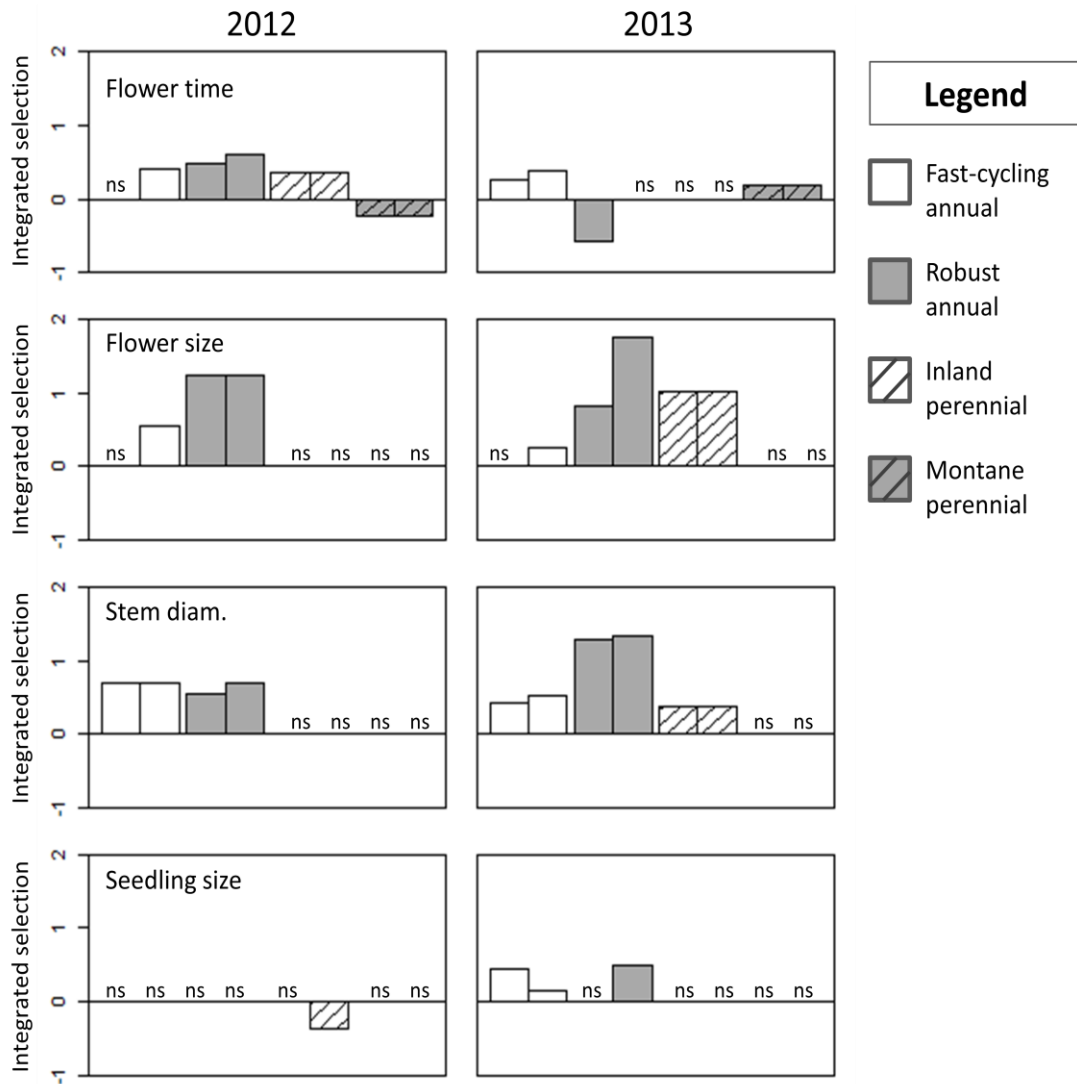 2012
2013
Integrated selection
2
1
0
-1
Flower time
ns
ns ns ns
Integrated selection
2
1
0
-1
Flower size
ns ns ns ns ns
ns ns ns
Integrated selection
2
1
0
-1
Stem diam.
ns ns ns ns
ns ns
Integrated selection
2
1
0
-1
Seedling size
ns ns ns ns ns ns ns
ns ns ns ns ns
Legend
Fast-cycling
annual
Robust
annual
Inland
perennial
Montane
perennial